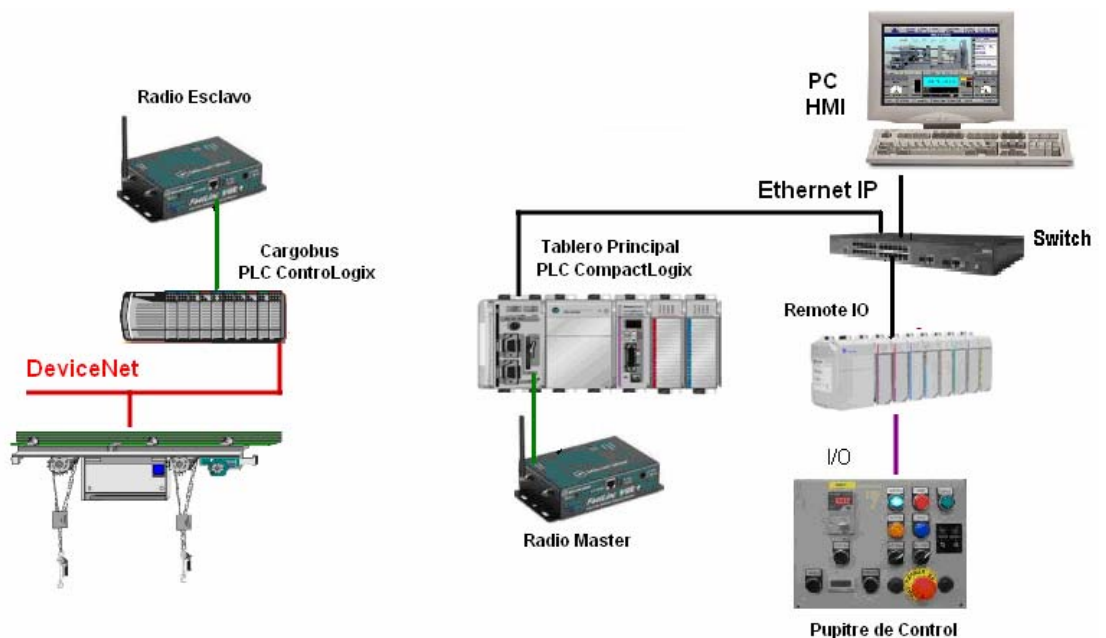 Radio Esclavo
Cargobus
PLC ControLogix
DeviceNet
Tablero Principal
PLC CompactLogix
Radio Master
PC
HMI
Ethernet IP
Switch
Remote IO
I/O
Pupitre de Control